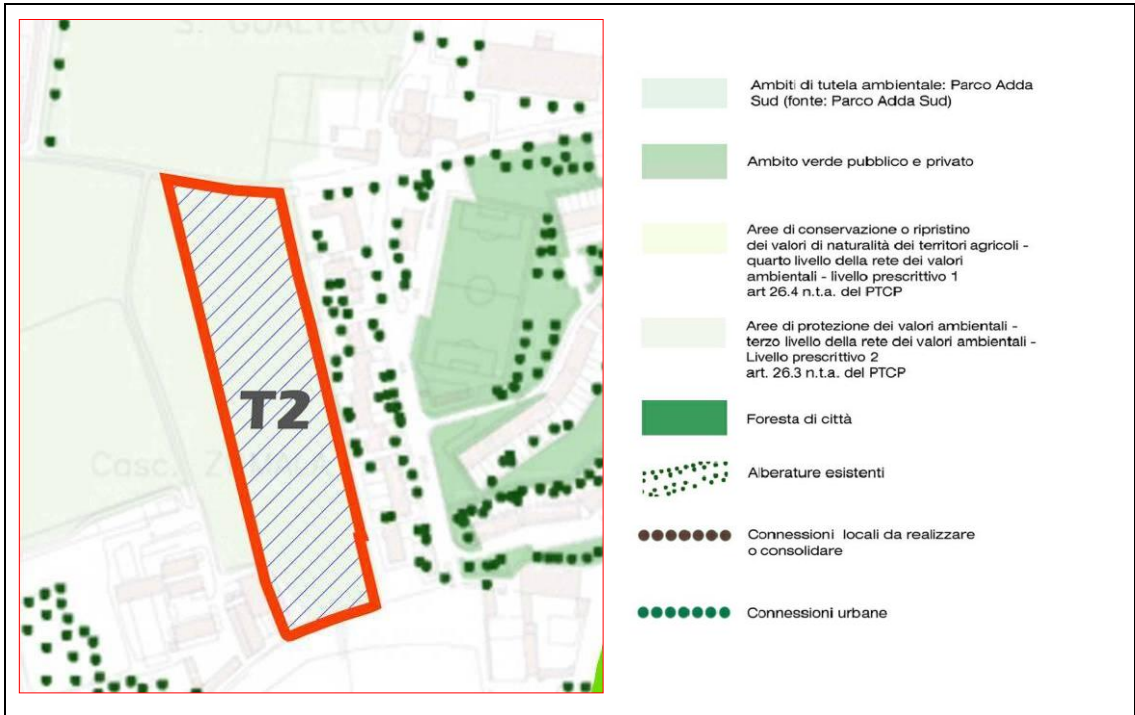 S. GUALTERO
T2
Casc.
Ambiti di tutela ambientale: Parco Adda
Sud (fonte: Parco Adda Sud)
Ambito verde pubblico e privato
Aree di conservazione o ripristino
dei valori di naturalità dei territori agricoli -
quarto livello della rete dei valori
ambientali - livello prescrittivo 1
art 26.4 n.t.a. del PTCP
Aree di protezione dei valori ambientali -
terzo livello della rete dei valori ambientali -
Livello prescrittivo 2
art. 26.3 n.t.a. del PTCP
Foresta di città
Alberature esistenti
Connessioni locali da realizzare
o consolidare
Connessioni urbane